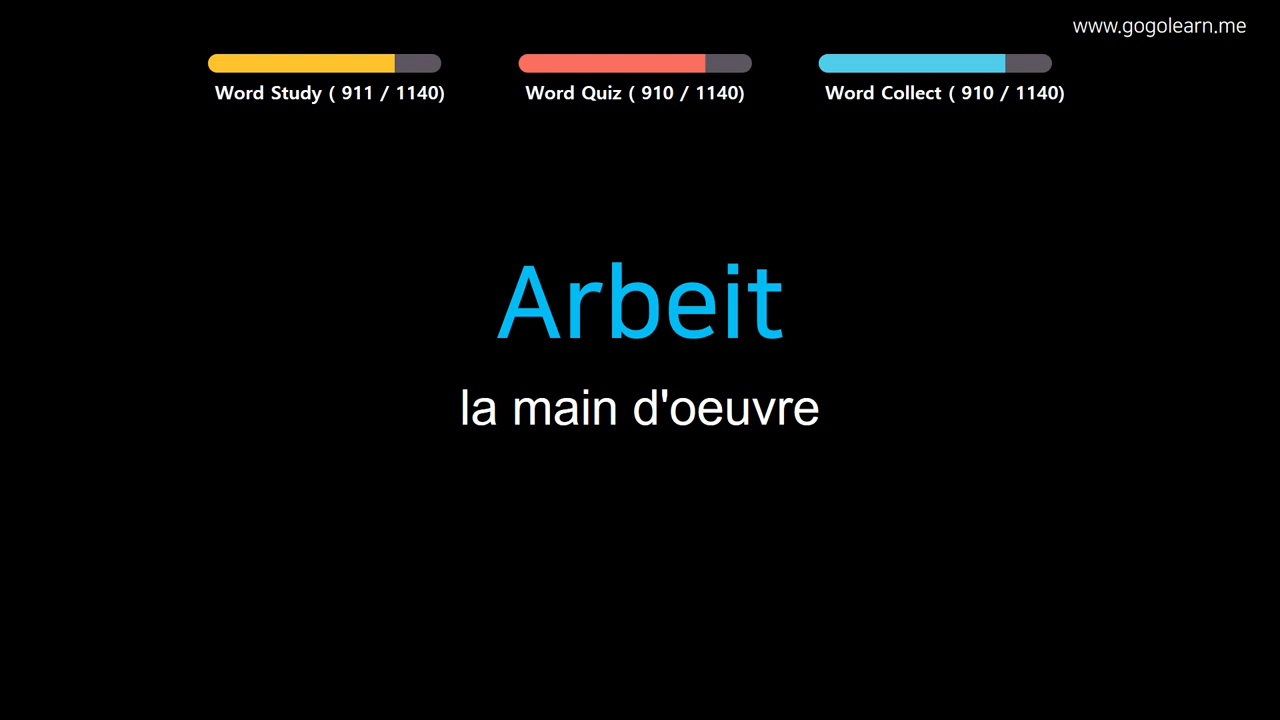 www.gogolearn.me
Word Study ( 911 / 1140)
Word Quiz ( 910 / 1140)
Word Collect ( 910 / 1140)
Arbeit
la main d'oeuvre